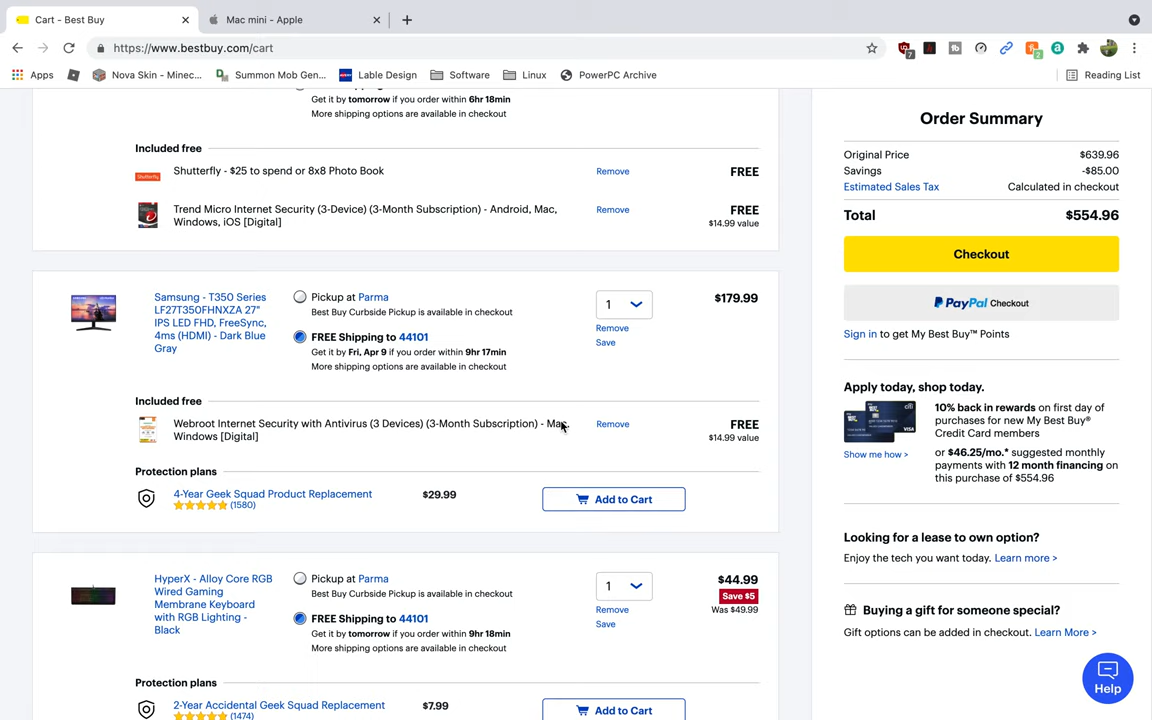 Cart - Best Buy
Mac mini - Apple
https://www.bestbuy.com/cart
7
2
Apps
Nova Skin - Minec...
Summon Mob Gen...
Lable Design
Software
Linux
PowerPC Archive
Reading List
Get it by tomorrow if you order within 6hr 18min
More shipping options are available in checkout
Included free
Shutterfly - $25 to spend or 8x8 Photo Book
Remove
FREE
Trend Micro Internet Security (3-Device) (3-Month Subscription) - Android, Mac,
Windows, iOS [Digital]
Remove
FREE
$14.99 value
Samsung - T350 Series
LF27T350FHNXZA 27"
IPS LED FHD, FreeSync,
4ms (HDMI) - Dark Blue
Gray
Pickup at Parma
Best Buy Curbside Pickup is available in checkout
FREE Shipping to 44101
Get it by Fri, Apr 9 if you order within 9hr 17min
More shipping options are available in checkout
1
Remove
Save
$179.99
Included free
Webroot Internet Security with Antivirus (3 Devices) (3-Month Subscription) - Mac,
Windows [Digital]
Remove
FREE
$14.99 value
Protection plans
4-Year Geek Squad Product Replacement
(1580)
$29.99
Add to Cart
HyperX - Alloy Core RGB
Wired Gaming
Membrane Keyboard
with RGB Lighting -
Black
Pickup at Parma
Best Buy Curbside Pickup is available in checkout
FREE Shipping to 44101
Get it by tomorrow if you order within 9hr 18min
More shipping options are available in checkout
1
Remove
Save
$44.99
Save $5
Was $49.99
Protection plans
2-Year Accidental Geek Squad Replacement
(1474)
$7.99
Add to Cart
Order Summary
Original Price $639.96
Savings -$85.00
Estimated Sales Tax Calculated in checkout
Total $554.96
Checkout
PayPal Checkout
Sign in to get My Best Buy™ Points
Apply today, shop today.
10% back in rewards on first day of
purchases for new My Best Buy®
Credit Card members
Show me how >
or $46.25/mo.* suggested monthly
payments with 12 month financing on
this purchase of $554.96
Looking for a lease to own option?
Enjoy the tech you want today. Learn more >
Buying a gift for someone special?
Gift options can be added in checkout. Learn More >
Help